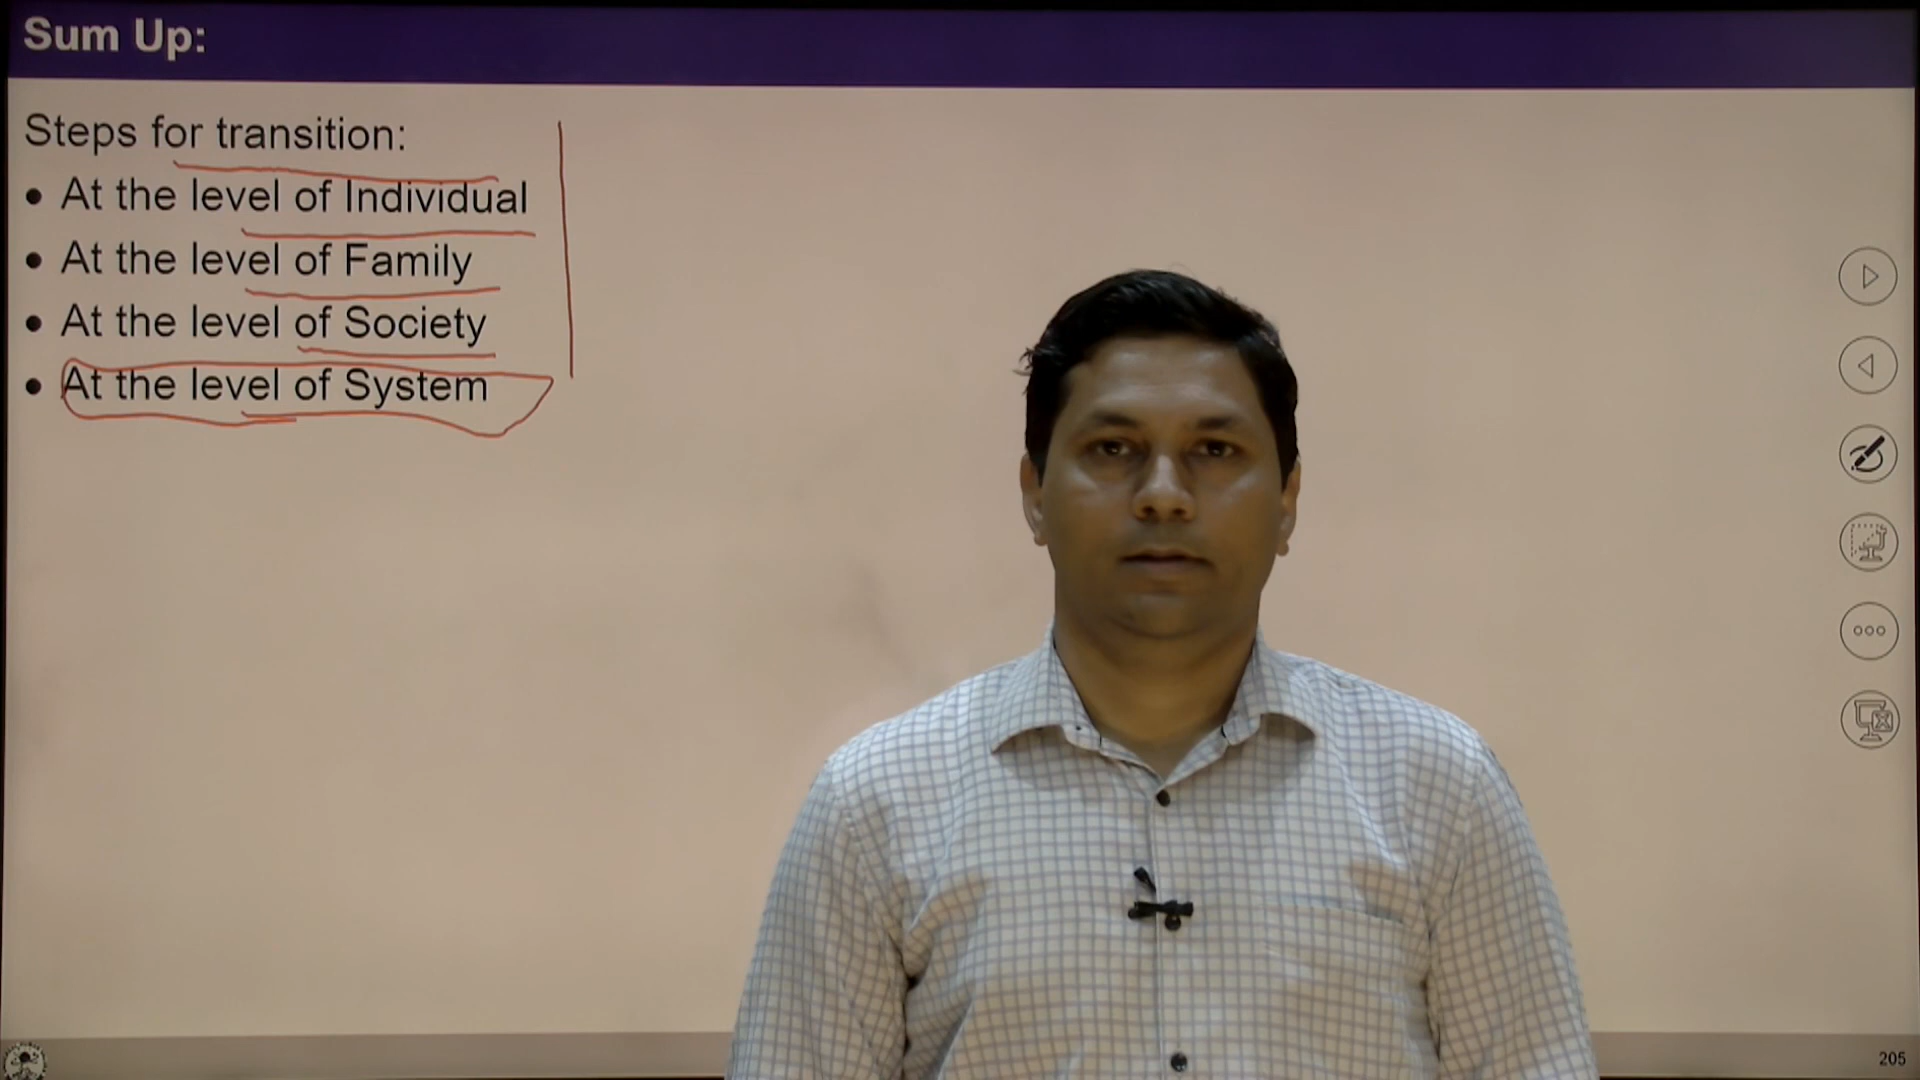 Sum Up:
Steps for transition:
• At the level of Individual
• At the level of Family
• At the level of Society
• At the level of System
205